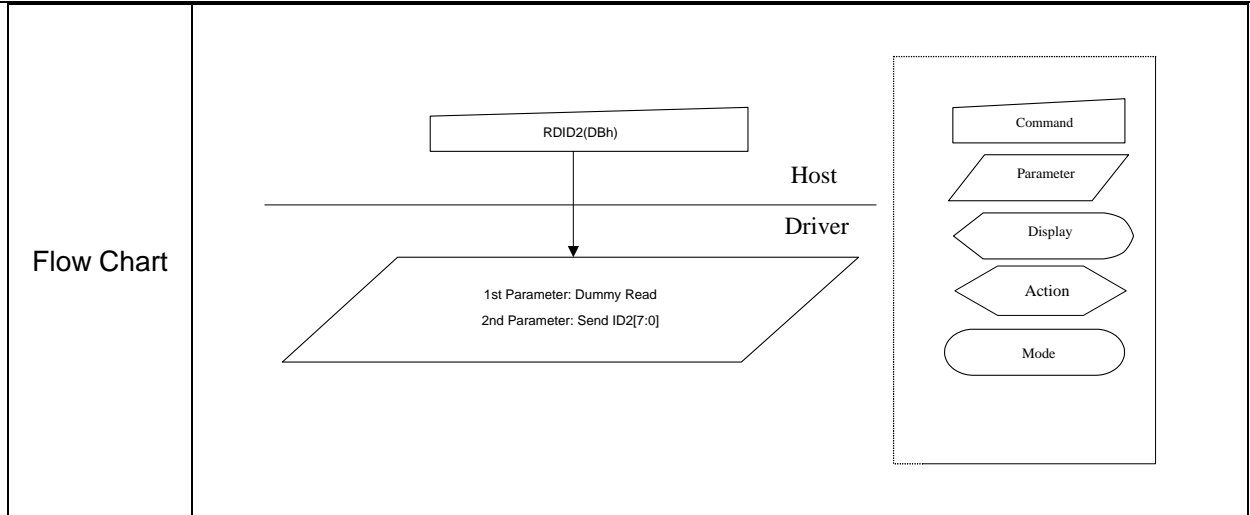 Flow Chart
RDID2(DBh)
Host
Driver
1st Parameter: Dummy Read
2nd Parameter: Send ID2[7:0]
Command
Parameter
Display
Action
Mode